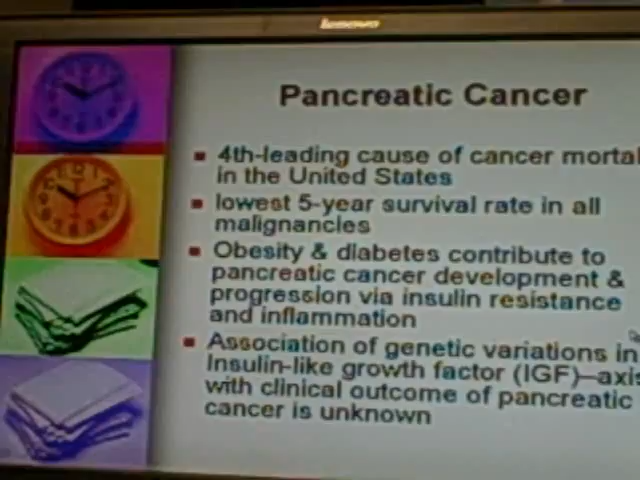 lenovo
Pancreatic Cancer
4th-leading cause of cancer mortal
in the United States
lowest 5-year survival rate in all
malignancies
Obesity & diabetes contribute to
pancreatic cancer development &
progression via insulin resistance
and inflammation
Association of genetic variations in
Insulin-like growth factor (IGF)–axis
with clinical outcome of pancreatic
cancer is unknown